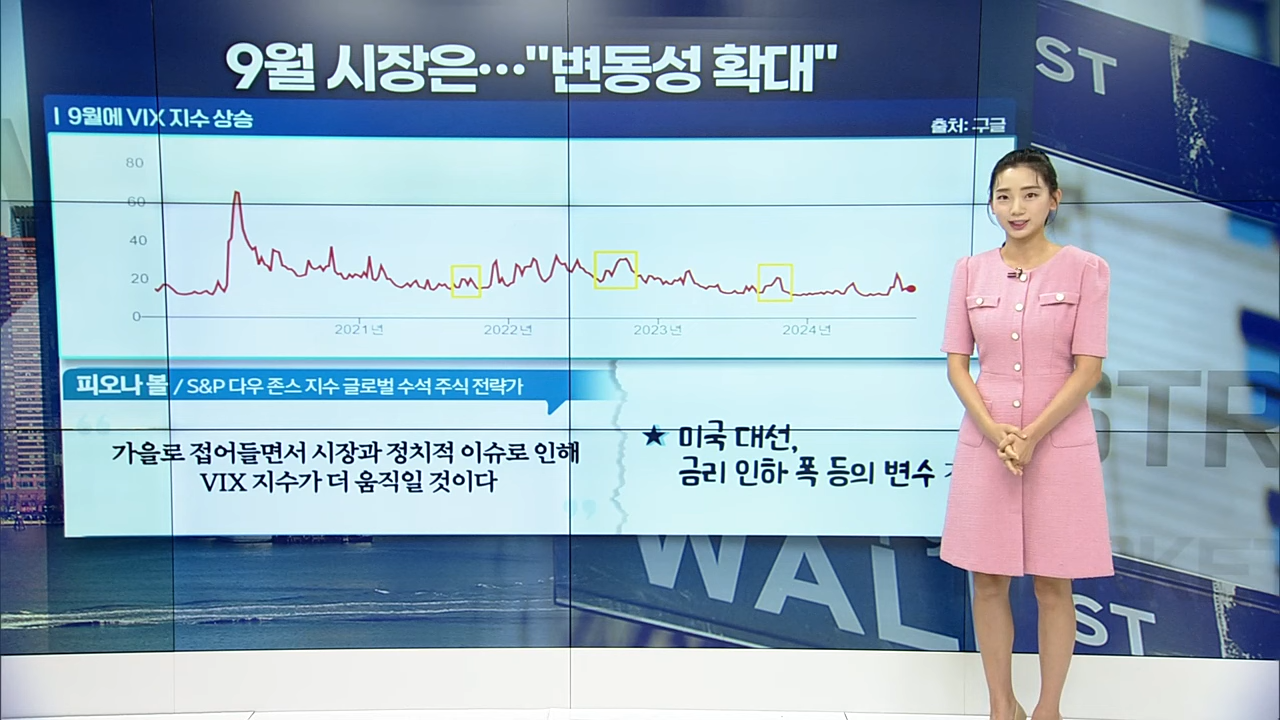 9월 시장은…"변동성 확대"
ST
| 9월에 VIX 지수 상승
출처: 구글
80
60
40
20
0
2021년
2022년
2023년
2024년
피오나 볼 / S&P 다우 존스 지수 글로벌 수석 주식 전략가
가을로 접어들면서 시장과 정치적 이슈로 인해
VIX 지수가 더 움직일 것이다
★ 미국 대선,
금리 인하 폭 등의 변수
STR
WALL
ST